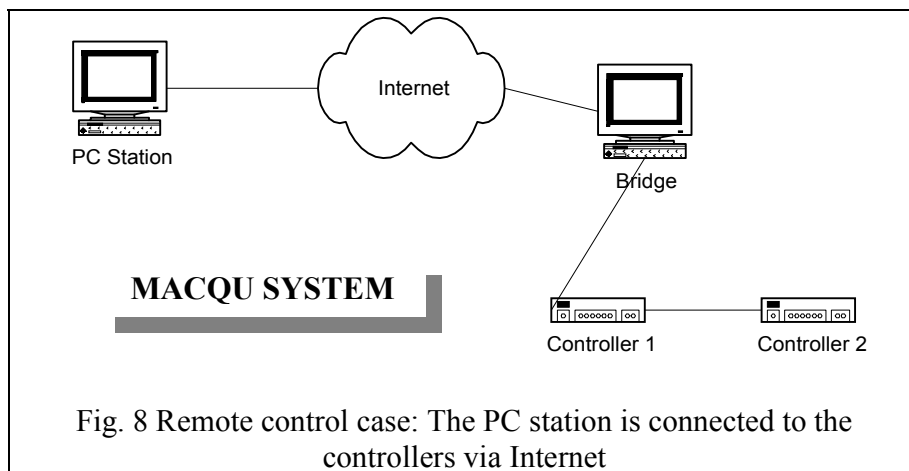 Internet
PC Station
Bridge
MACQU SYSTEM
Controller 1
Controller 2
Fig. 8 Remote control case: The PC station is connected to the
controllers via Internet